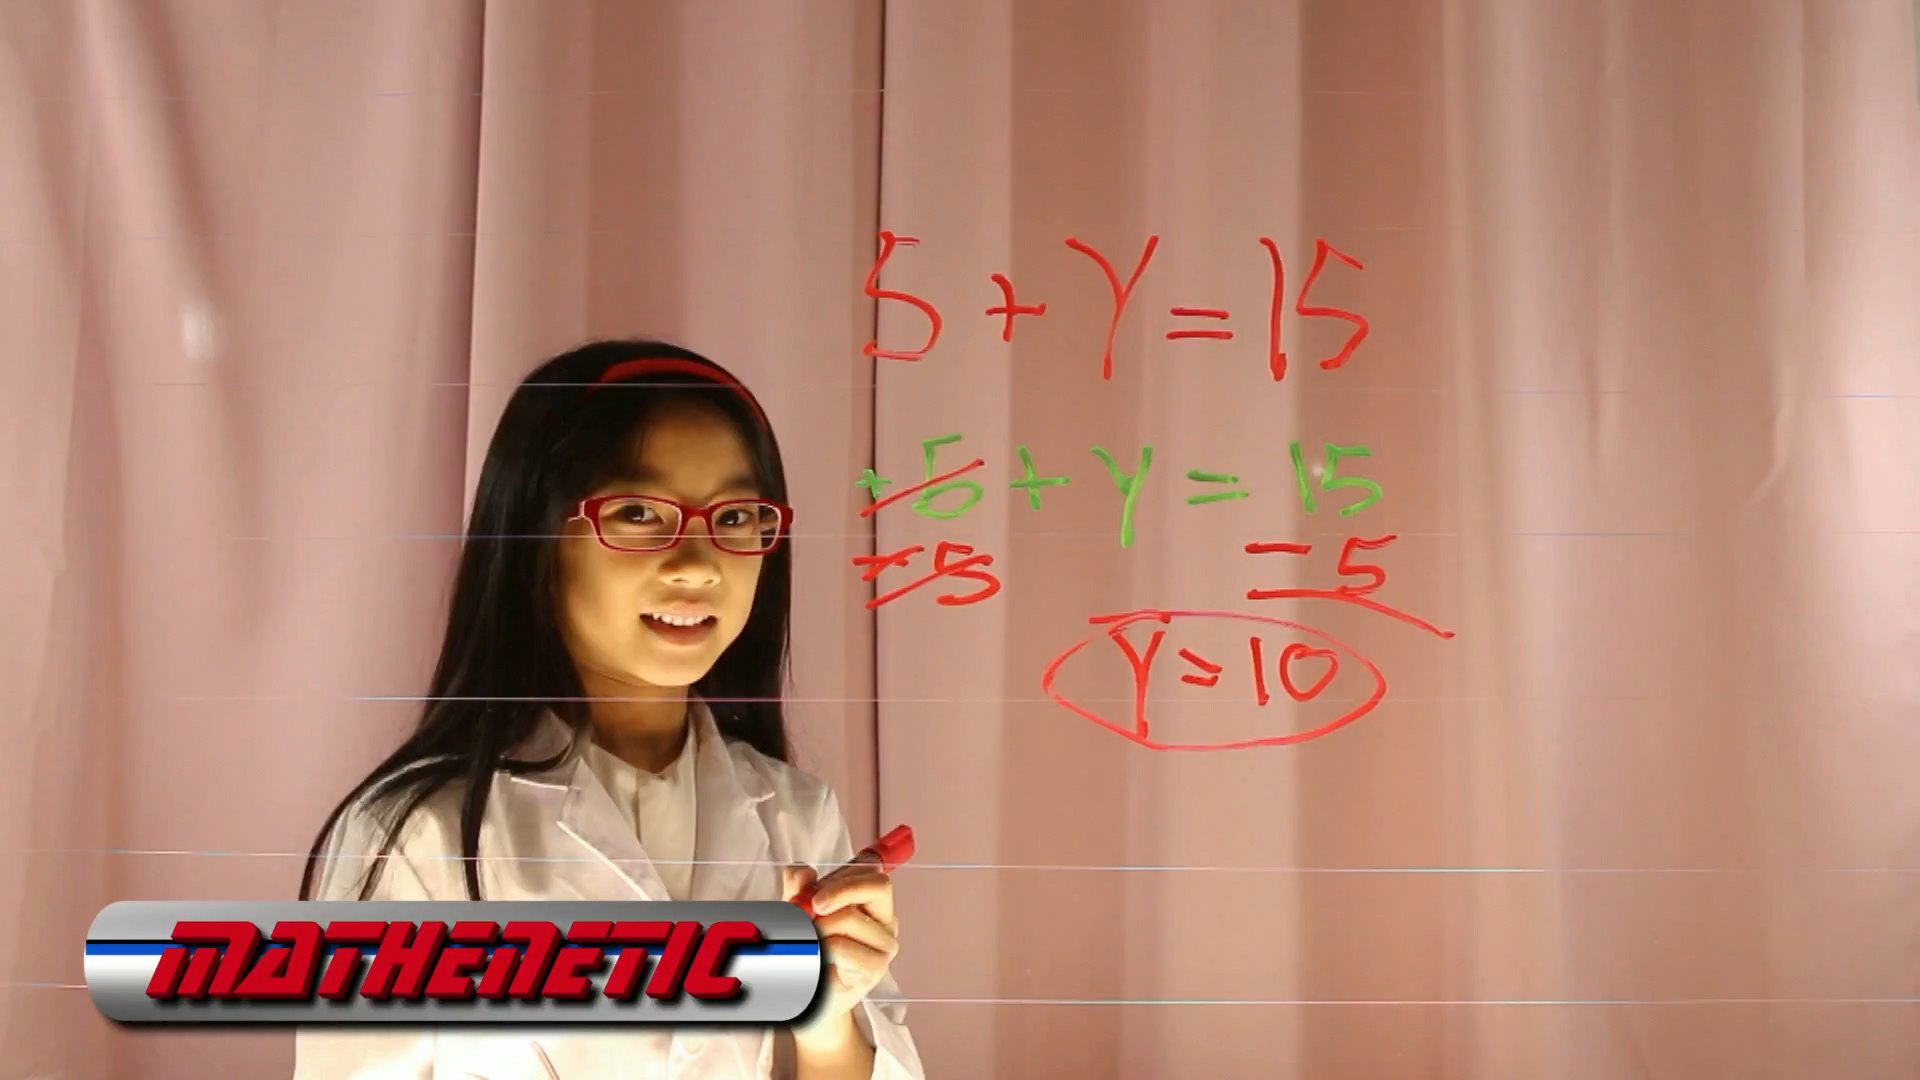 5 + Y = 15
+5 + Y = 15
-5 -5
Y = 10
MATHENETIC